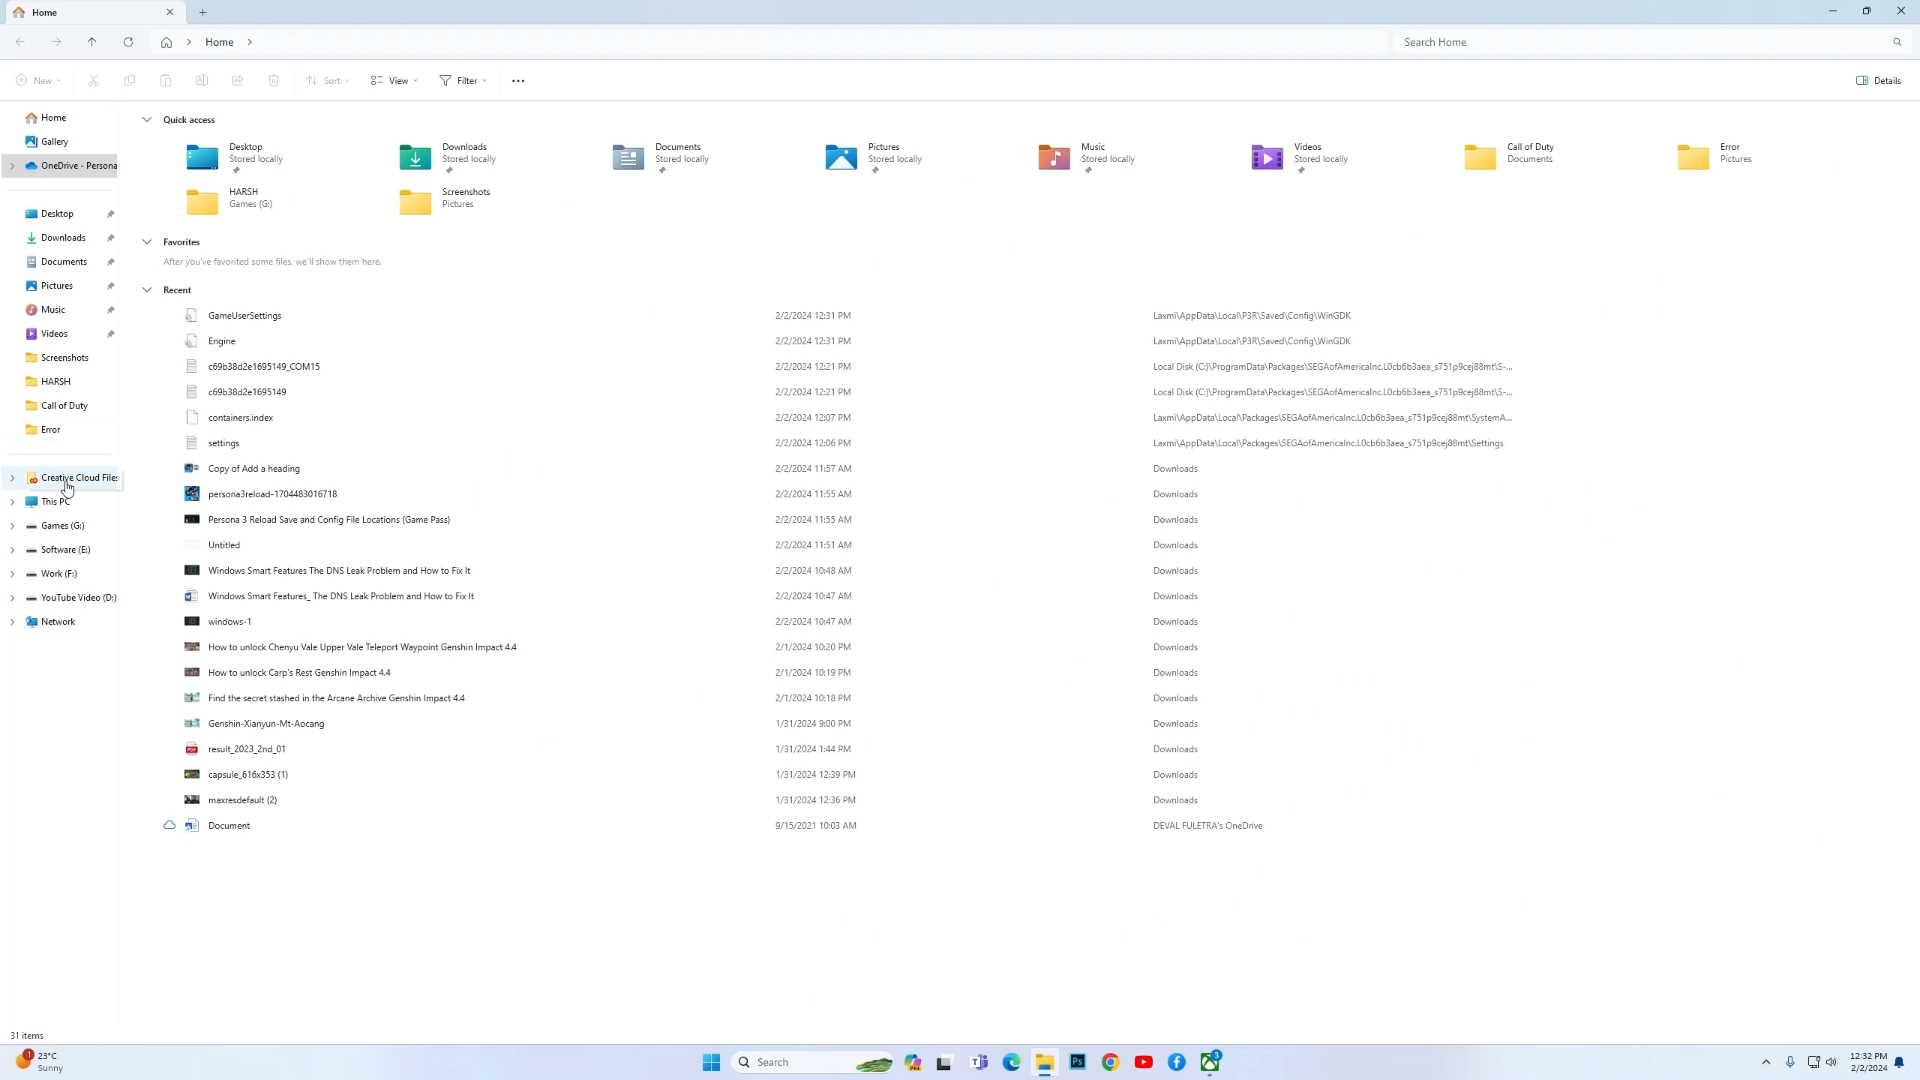 Home
Home
Search Home
New
Sort
View
Filter
Details
Home
Gallery
OneDrive - Persona
Desktop
Downloads
Documents
Pictures
Music
Videos
Screenshots
HARSH
Call of Duty
Error
Creative Cloud Files
This PC
Games (G:)
Software (E:)
Work (F:)
YouTube Video (D:)
Network
Quick access
Desktop
Stored locally
Downloads
Stored locally
Documents
Stored locally
Pictures
Stored locally
Music
Stored locally
Videos
Stored locally
Call of Duty
Documents
Error
Pictures
HARSH
Games (G:)
Screenshots
Pictures
Favorites
After you've favorited some files, we'll show them here.
Recent
GameUserSettings 2/2/2024 12:31 PM Laxmi\AppData\Local\P3R\Saved\Config\WinGDK
Engine 2/2/2024 12:31 PM Laxmi\AppData\Local\P3R\Saved\Config\WinGDK
c69b38d2e1695149_COM15 2/2/2024 12:21 PM Local Disk (C:)\ProgramData\Packages\SEGAofAmericaInc.L0cb6b3aea_s751p9cej88mt\S-...
c69b38d2e1695149 2/2/2024 12:21 PM Local Disk (C:)\ProgramData\Packages\SEGAofAmericaInc.L0cb6b3aea_s751p9cej88mt\S-...
containers.index 2/2/2024 12:07 PM Laxmi\AppData\Local\Packages\SEGAofAmericaInc.L0cb6b3aea_s751p9cej88mt\SystemA...
settings 2/2/2024 12:06 PM Laxmi\AppData\Local\Packages\SEGAofAmericaInc.L0cb6b3aea_s751p9cej88mt\Settings
Copy of Add a heading 2/2/2024 11:57 AM Downloads
persona3reload-1704483016718 2/2/2024 11:55 AM Downloads
Persona 3 Reload Save and Config File Locations (Game Pass) 2/2/2024 11:55 AM Downloads
Untitled 2/2/2024 11:51 AM Downloads
Windows Smart Features The DNS Leak Problem and How to Fix It 2/2/2024 10:48 AM Downloads
Windows Smart Features_ The DNS Leak Problem and How to Fix It 2/2/2024 10:47 AM Downloads
windows-1 2/2/2024 10:47 AM Downloads
How to unlock Chenyu Vale Upper Vale Teleport Waypoint Genshin Impact 4.4 2/1/2024 10:20 PM Downloads
How to unlock Carp's Rest Genshin Impact 4.4 2/1/2024 10:19 PM Downloads
Find the secret stashed in the Arcane Archive Genshin Impact 4.4 2/1/2024 10:18 PM Downloads
Genshin-Xianyun-Mt-Aocang 1/31/2024 9:00 PM Downloads
result_2023_2nd_01 1/31/2024 1:44 PM Downloads
capsule_616x353 (1) 1/31/2024 12:39 PM Downloads
maxresdefault (2) 1/31/2024 12:36 PM Downloads
Document 9/15/2021 10:03 AM DEVAL FULETRA's OneDrive
31 items
1
23°C
Sunny
Search
Ps
3
12:32 PM
2/2/2024